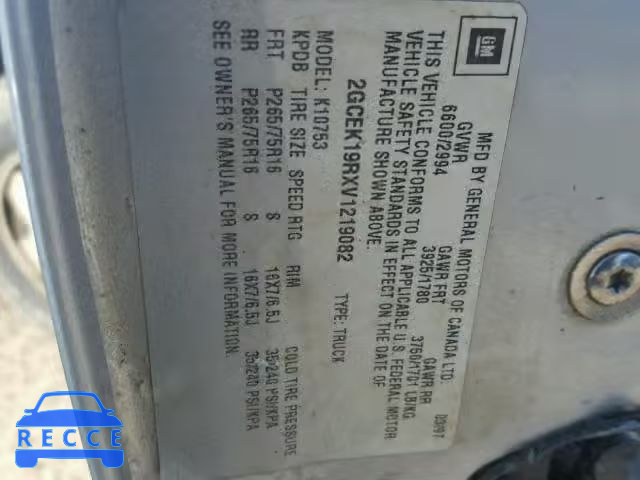 GM
MFD BY GENERAL MOTORS OF CANADA LTD.
GVWR GAWR FRT GAWR RR
6600/2994 3925/1780 3750/1701 LB/KG
THIS VEHICLE CONFORMS TO ALL APPLICABLE U.S. FEDERAL MOTOR
VEHICLE SAFETY STANDARDS IN EFFECT ON THE DATE OF
MANUFACTURE SHOWN ABOVE.
2GCEK19RXV1219082 TYPE: TRUCK
MODEL: K10753
KPDB TIRE SIZE SPEED RTG RIM COLD TIRE PRESSURE
FRT P265/75R16 S 16X7/6.5J 35/240 PSI/KPA
RR P265/75R16 S 16X7/6.5J 35/240 PSI/KPA
SEE OWNER'S MANUAL FOR MORE INFORMATION.
RECCE.CC